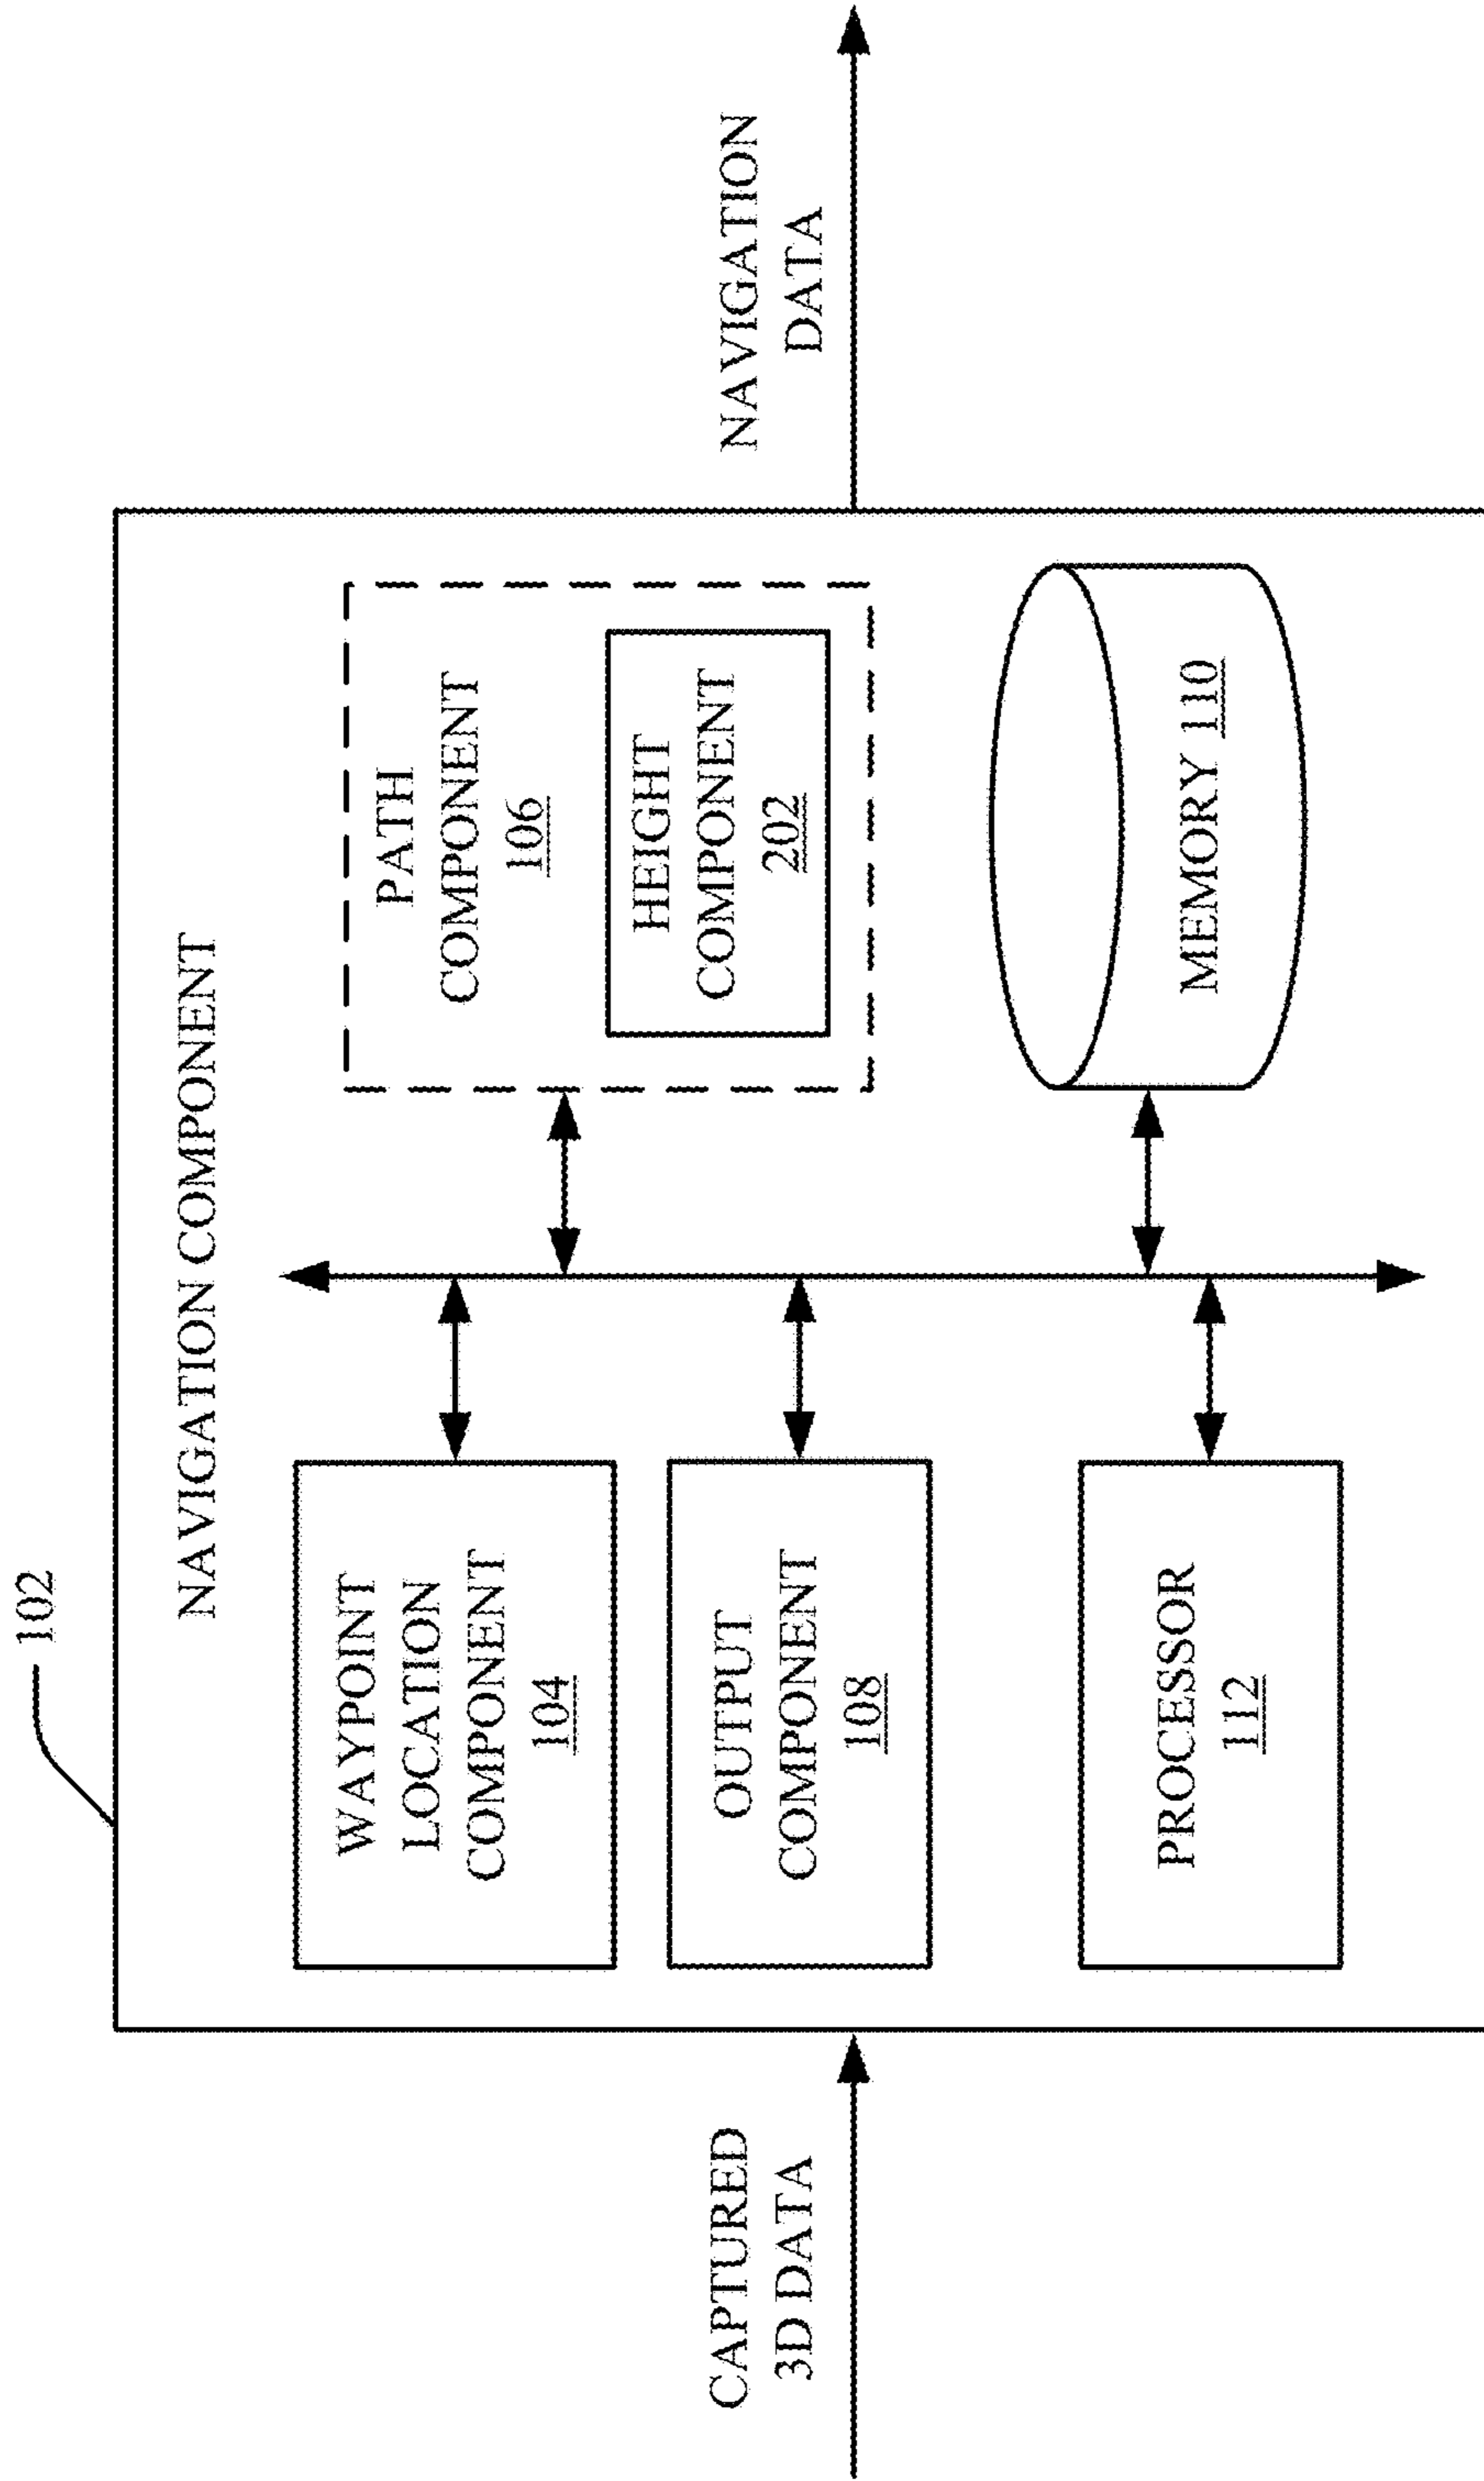 102
NAVIGATION COMPONENT
WAYPOINT
LOCATION
COMPONENT
104
PATH
COMPONENT
106
HEIGHT
COMPONENT
202
CAPTURED
3D DATA
OUTPUT
COMPONENT
108
NAVIGATION
DATA
PROCESSOR
112
MEMORY 110